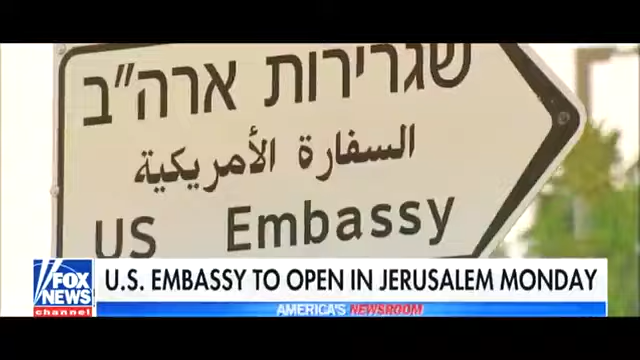 שגרירות ארה"ב
السفارة الأمريكية
US Embassy
FOX
NEWS
channel
U.S. EMBASSY TO OPEN IN JERUSALEM MONDAY
AMERICA'S NEWSROOM